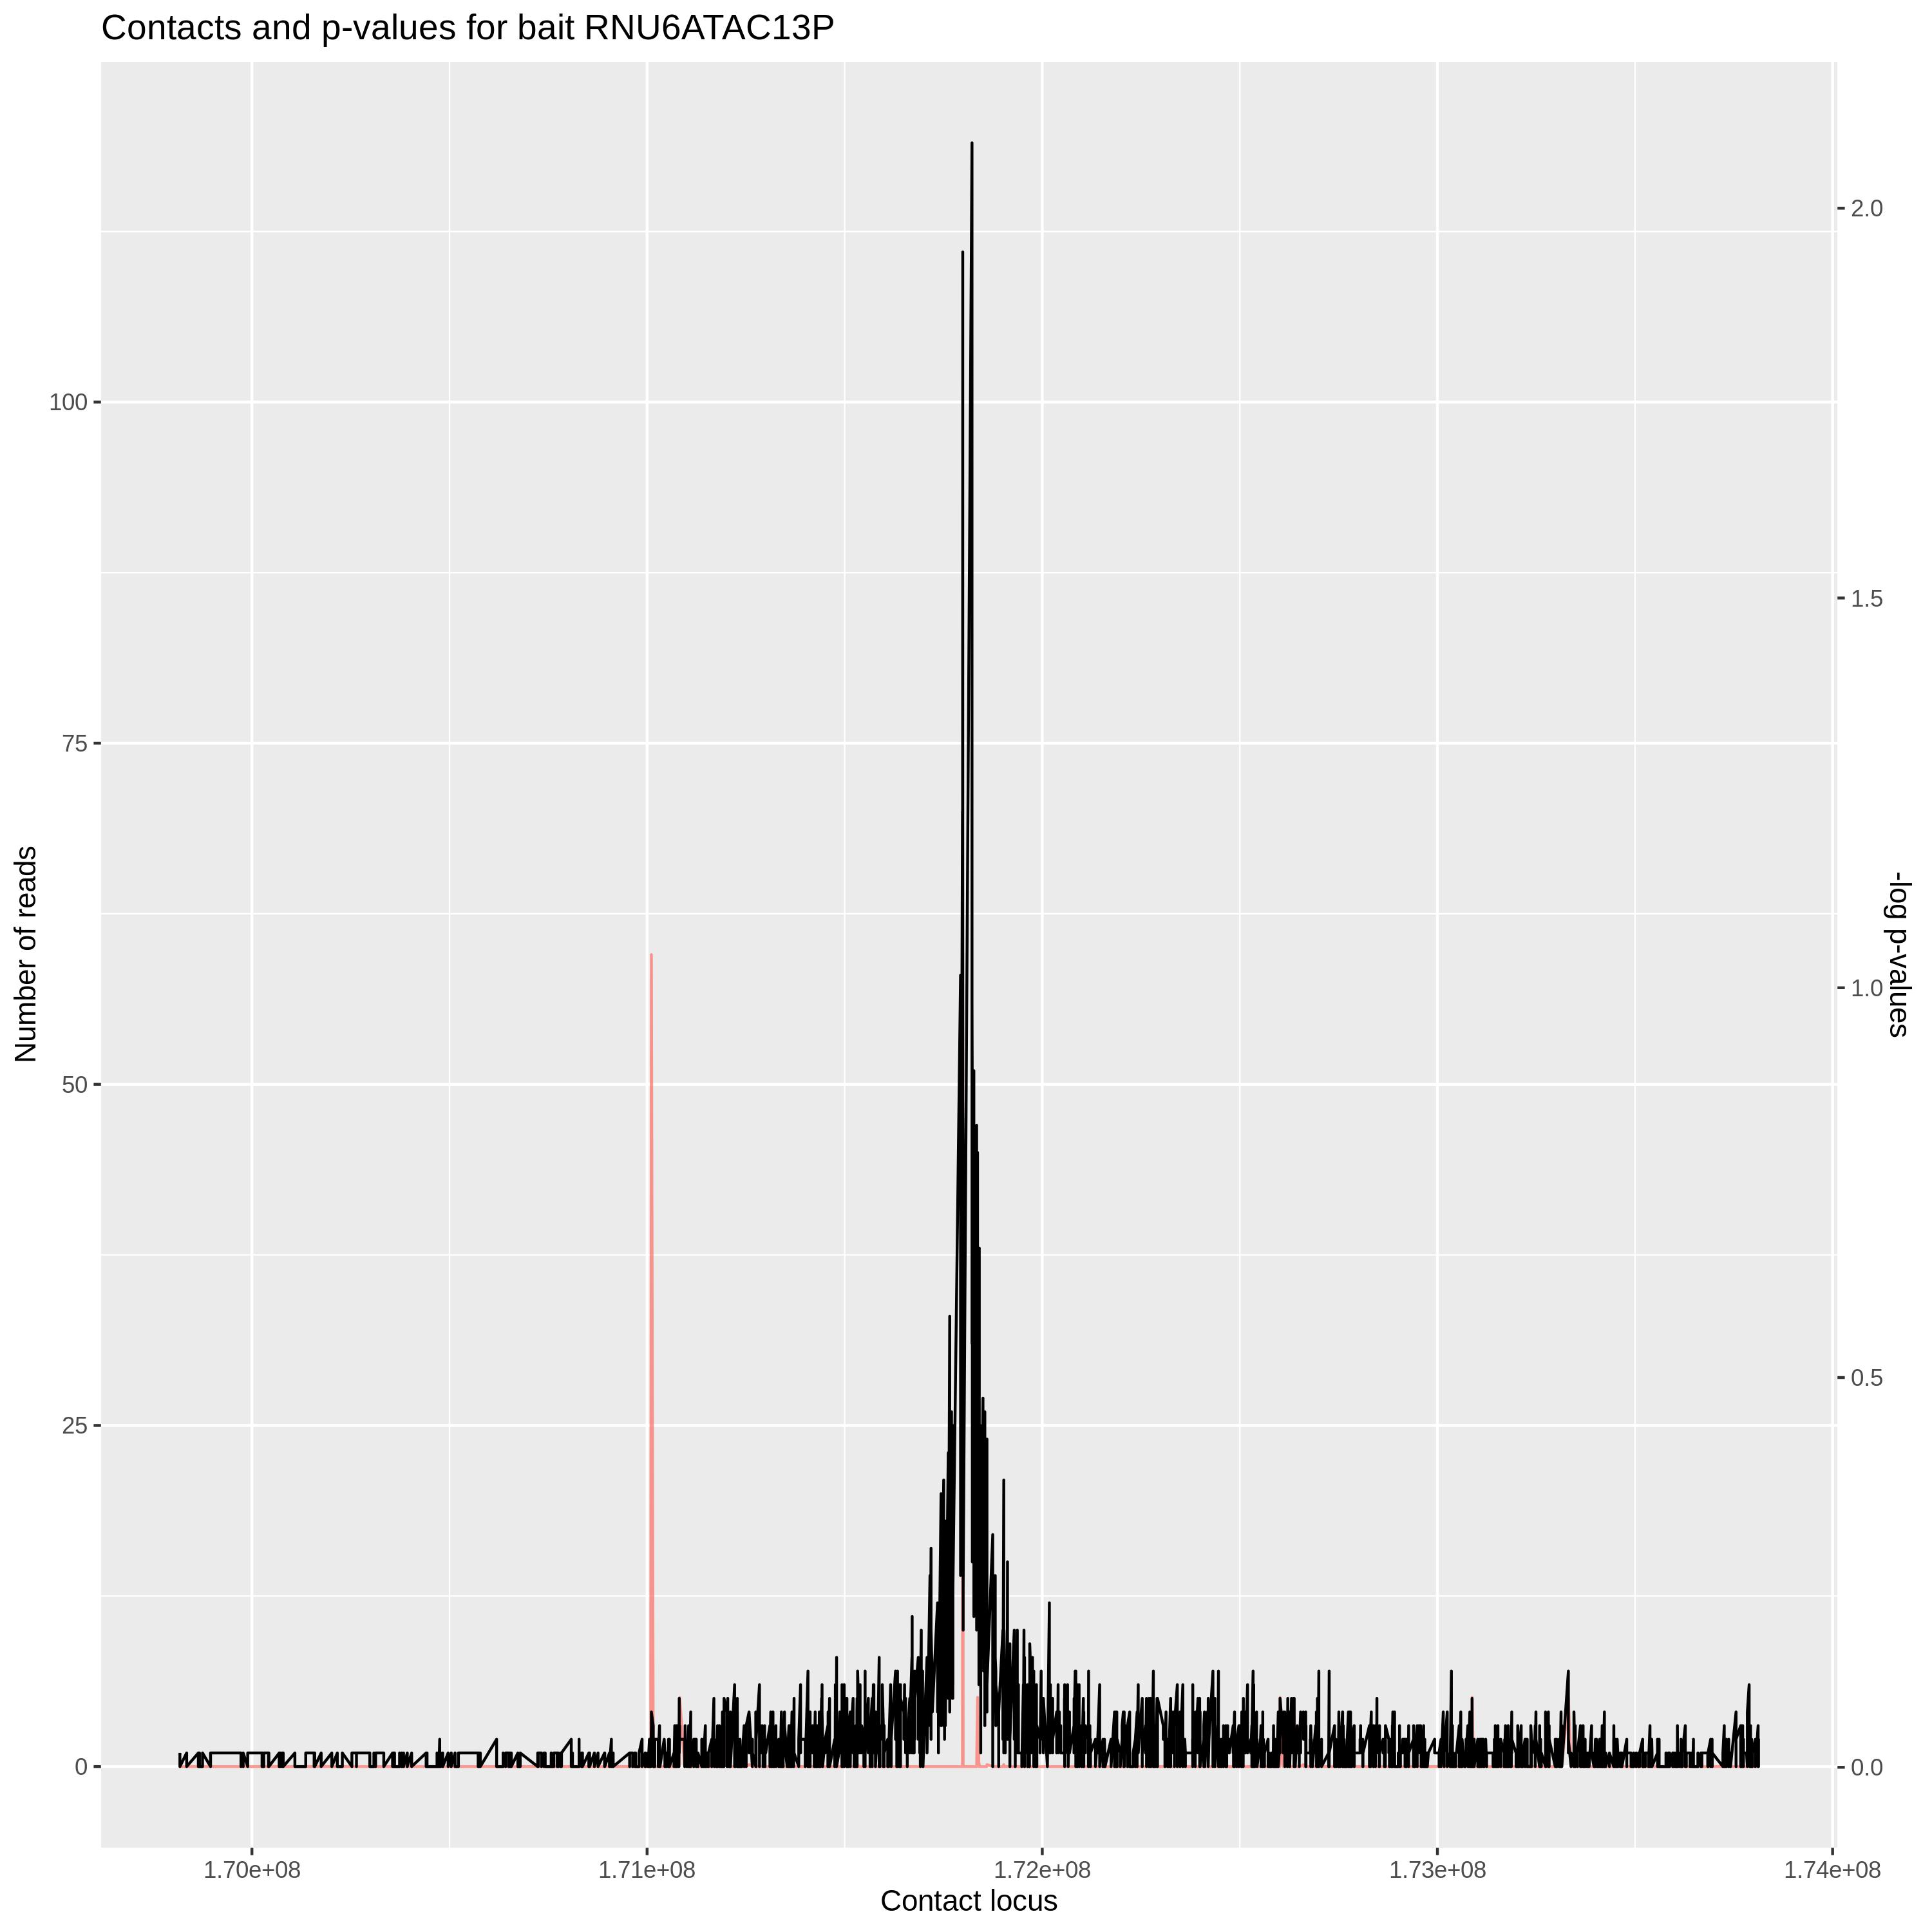 Contacts and p-values for bait RNU6ATAC13P
Number of reads
100
75
50
25
0
2.0
1.5
1.0
0.5
0.0
-log p-values
1.70e+08
1.71e+08
1.72e+08
1.73e+08
1.74e+08
Contact locus